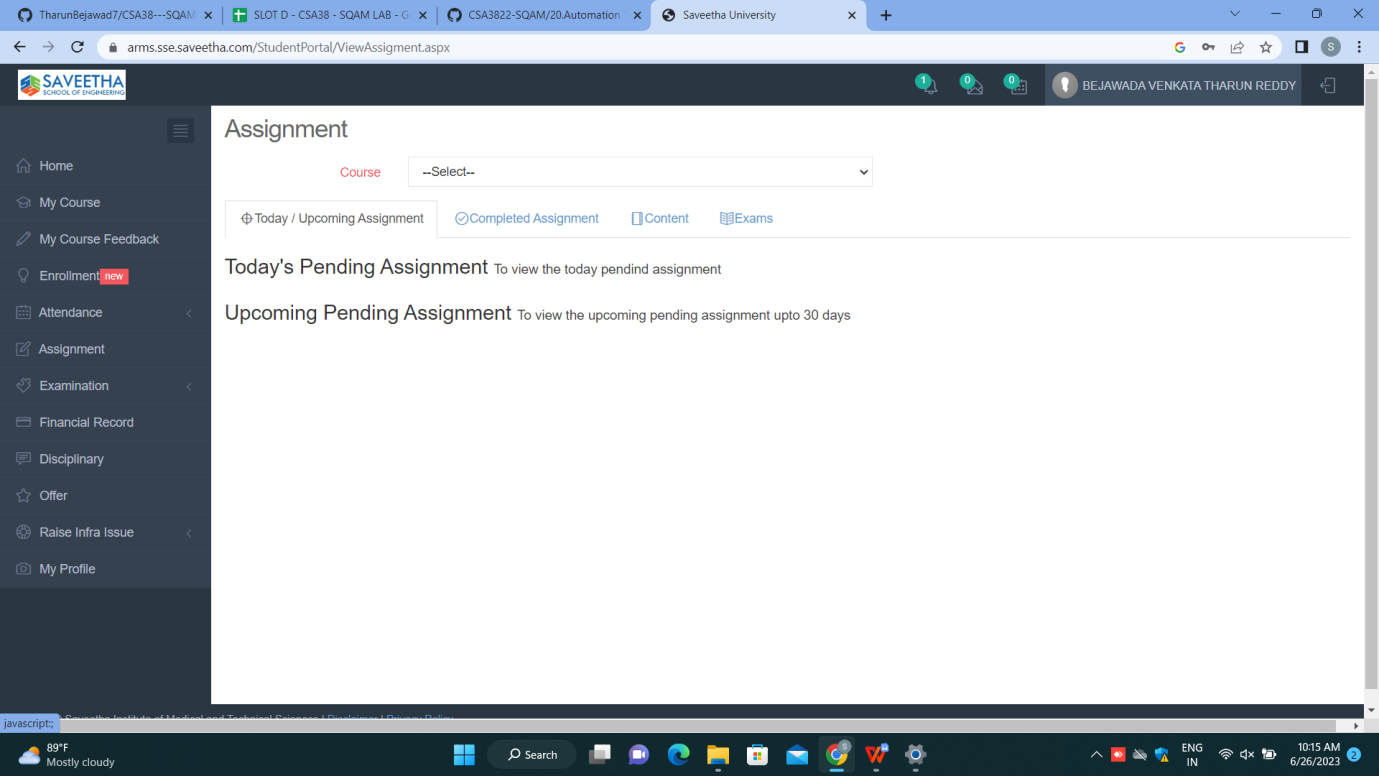 TharunBejawad7/CSA38---SQAM
SLOT D - CSA38 - SQAM LAB - G
CSA3822-SQAM/20.Automation
Saveetha University
arms.sse.saveetha.com/StudentPortal/ViewAssigment.aspx
S
SAVEETHA
SCHOOL OF ENGINEERING
1
0
0
BEJAWADA VENKATA THARUN REDDY
Home
My Course
My Course Feedback
Enrollment new
Attendance
Assignment
Examination
Financial Record
Disciplinary
Offer
Raise Infra Issue
My Profile
Assignment
Course
--Select--
Today / Upcoming Assignment
Completed Assignment
Content
Exams
Today's Pending Assignment To view the today pendind assignment
Upcoming Pending Assignment To view the upcoming pending assignment upto 30 days
javascript:;
Saveetha Institute of Medical and Technical Sciences | Disclaimer | Privacy Policy
89°F
Mostly cloudy
Search
S
ENG
IN
10:15 AM
6/26/2023
2